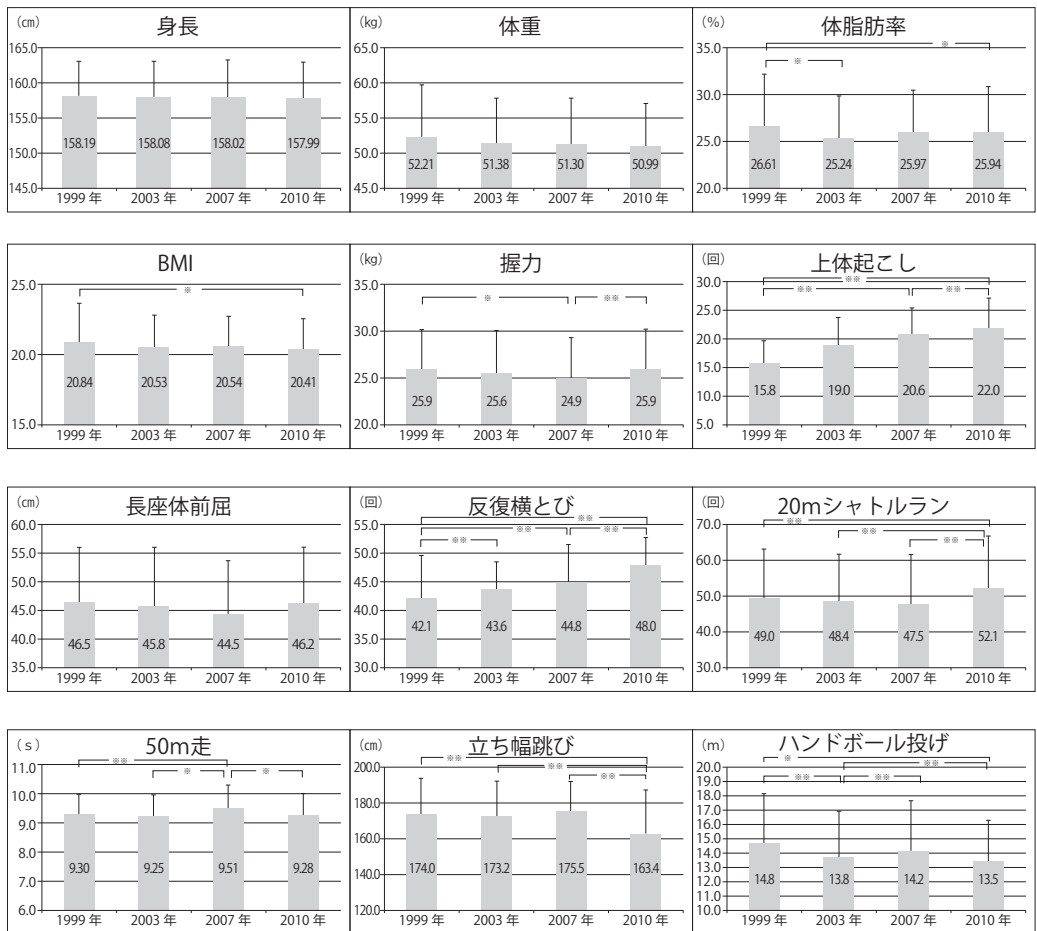 (㎝)
身長
165.0
160.0
155.0
150.0
145.0
158.19
158.08
158.02
157.99
1999 年
2003 年
2007 年
2010 年
(㎏)
体重
65.0
60.0
55.0
50.0
45.0
52.21
51.38
51.30
50.99
1999 年
2003 年
2007 年
2010 年
(%)
体脂肪率
35.0
30.0
25.0
20.0
※
※
26.61
25.24
25.97
25.94
1999 年
2003 年
2007 年
2010 年
BMI
25.0
20.0
15.0
※
20.84
20.53
20.54
20.41
1999 年
2003 年
2007 年
2010 年
(㎏)
握力
35.0
30.0
25.0
20.0
※
※※
25.9
25.6
24.9
25.9
1999 年
2003 年
2007 年
2010 年
(回)
上体起こし
30.0
25.0
20.0
15.0
10.0
5.0
※※
※※
※※
15.8
19.0
20.6
22.0
1999 年
2003 年
2007 年
2010 年
(㎝)
長座体前屈
60.0
55.0
50.0
45.0
40.0
35.0
46.5
45.8
44.5
46.2
1999 年
2003 年
2007 年
2010 年
(回)
反復横とび
55.0
50.0
45.0
40.0
35.0
30.0
※※
※※
※※
※※
42.1
43.6
44.8
48.0
1999 年
2003 年
2007 年
2010 年
(回)
20mシャトルラン
70.0
60.0
50.0
40.0
30.0
※※
※※
※※
49.0
48.4
47.5
52.1
1999 年
2003 年
2007 年
2010 年
(s)
50m走
11.0
10.0
9.0
8.0
7.0
6.0
※※
※
※
9.30
9.25
9.51
9.28
1999 年
2003 年
2007 年
2010 年
(㎝)
立ち幅跳び
200.0
180.0
160.0
140.0
120.0
※※
※※
※※
174.0
173.2
175.5
163.4
1999 年
2003 年
2007 年
2010 年
(m)
ハンドボール投げ
20.0
19.0
18.0
17.0
16.0
15.0
14.0
13.0
12.0
11.0
10.0
※
※※
※※
※※
14.8
13.8
14.2
13.5
1999 年
2003 年
2007 年
2010 年